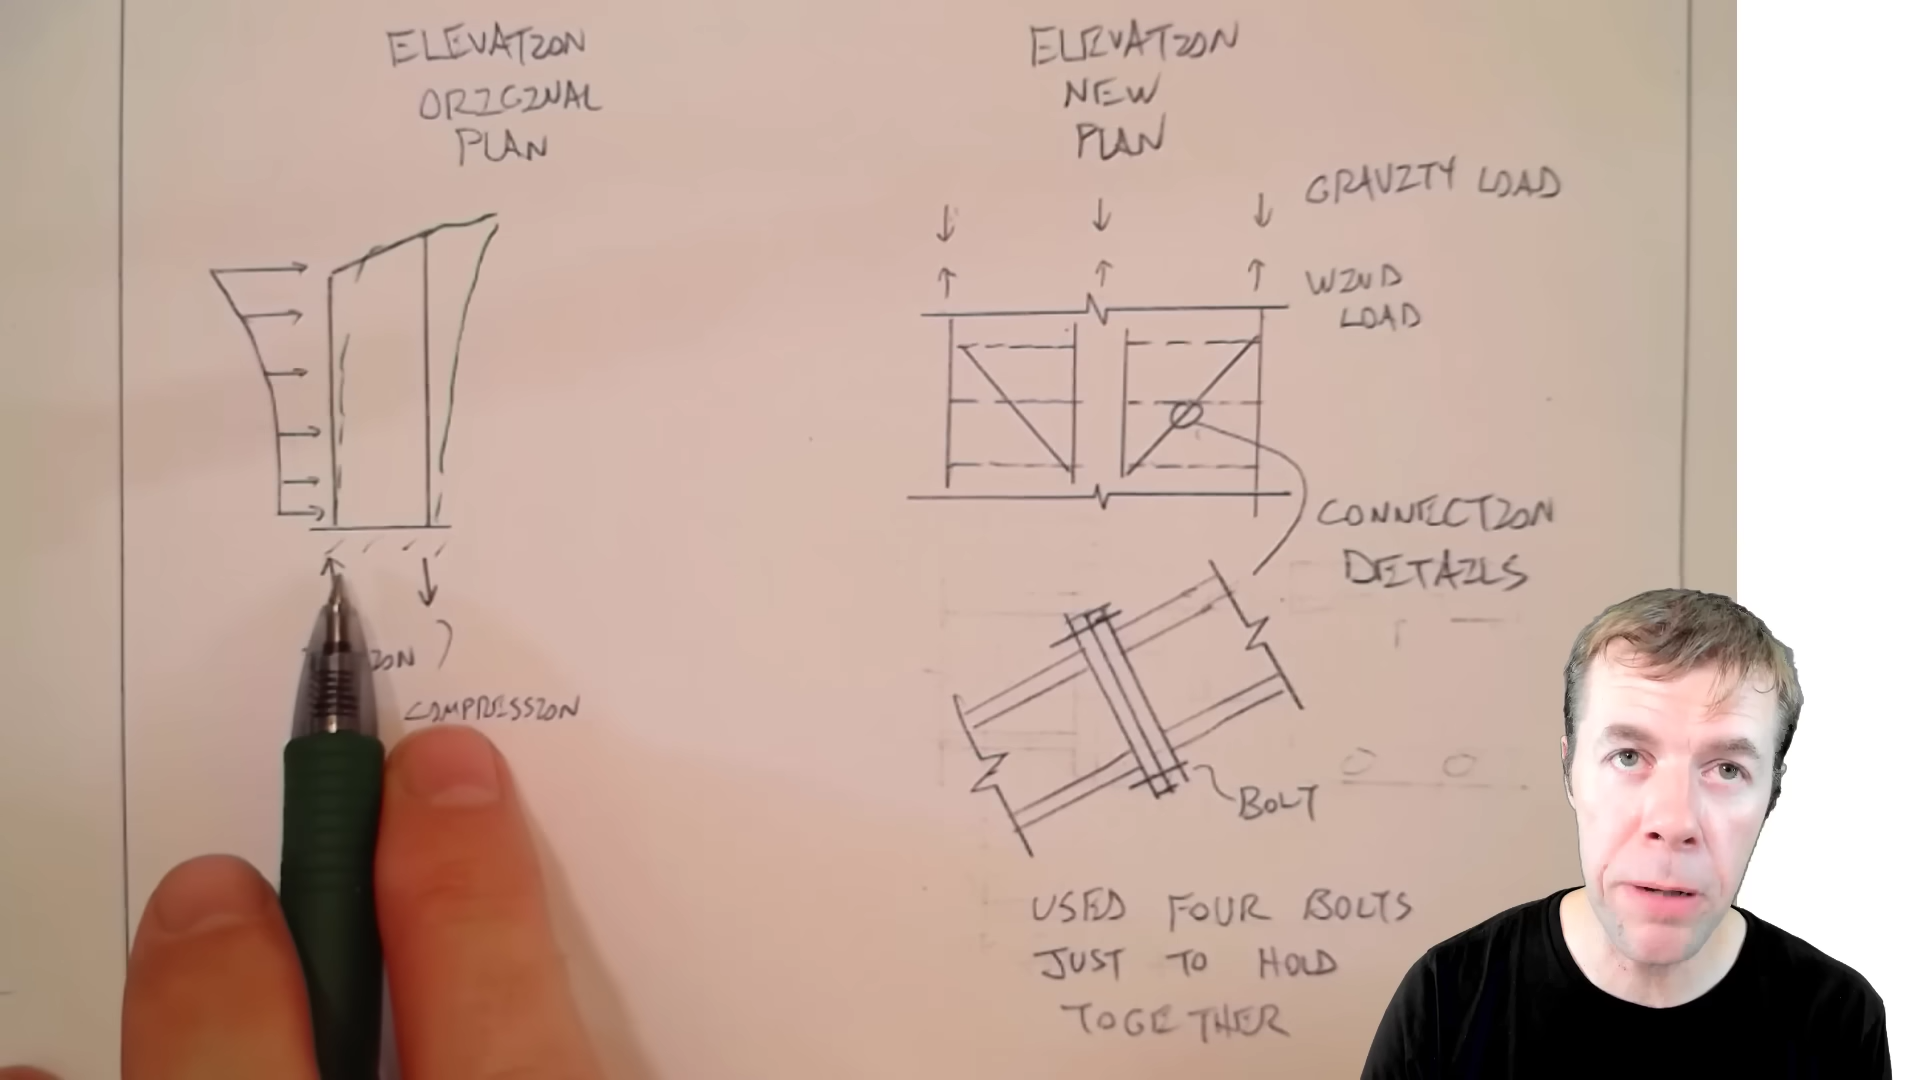 ELEVATION
ORIGINAL
PLAN
COMPRESSION
ELEVATION
NEW
PLAN
GRAVITY LOAD
WIND
LOAD
CONNECTION
DETAILS
BOLT
USED FOUR BOLTS
JUST TO HOLD
TOGETHER